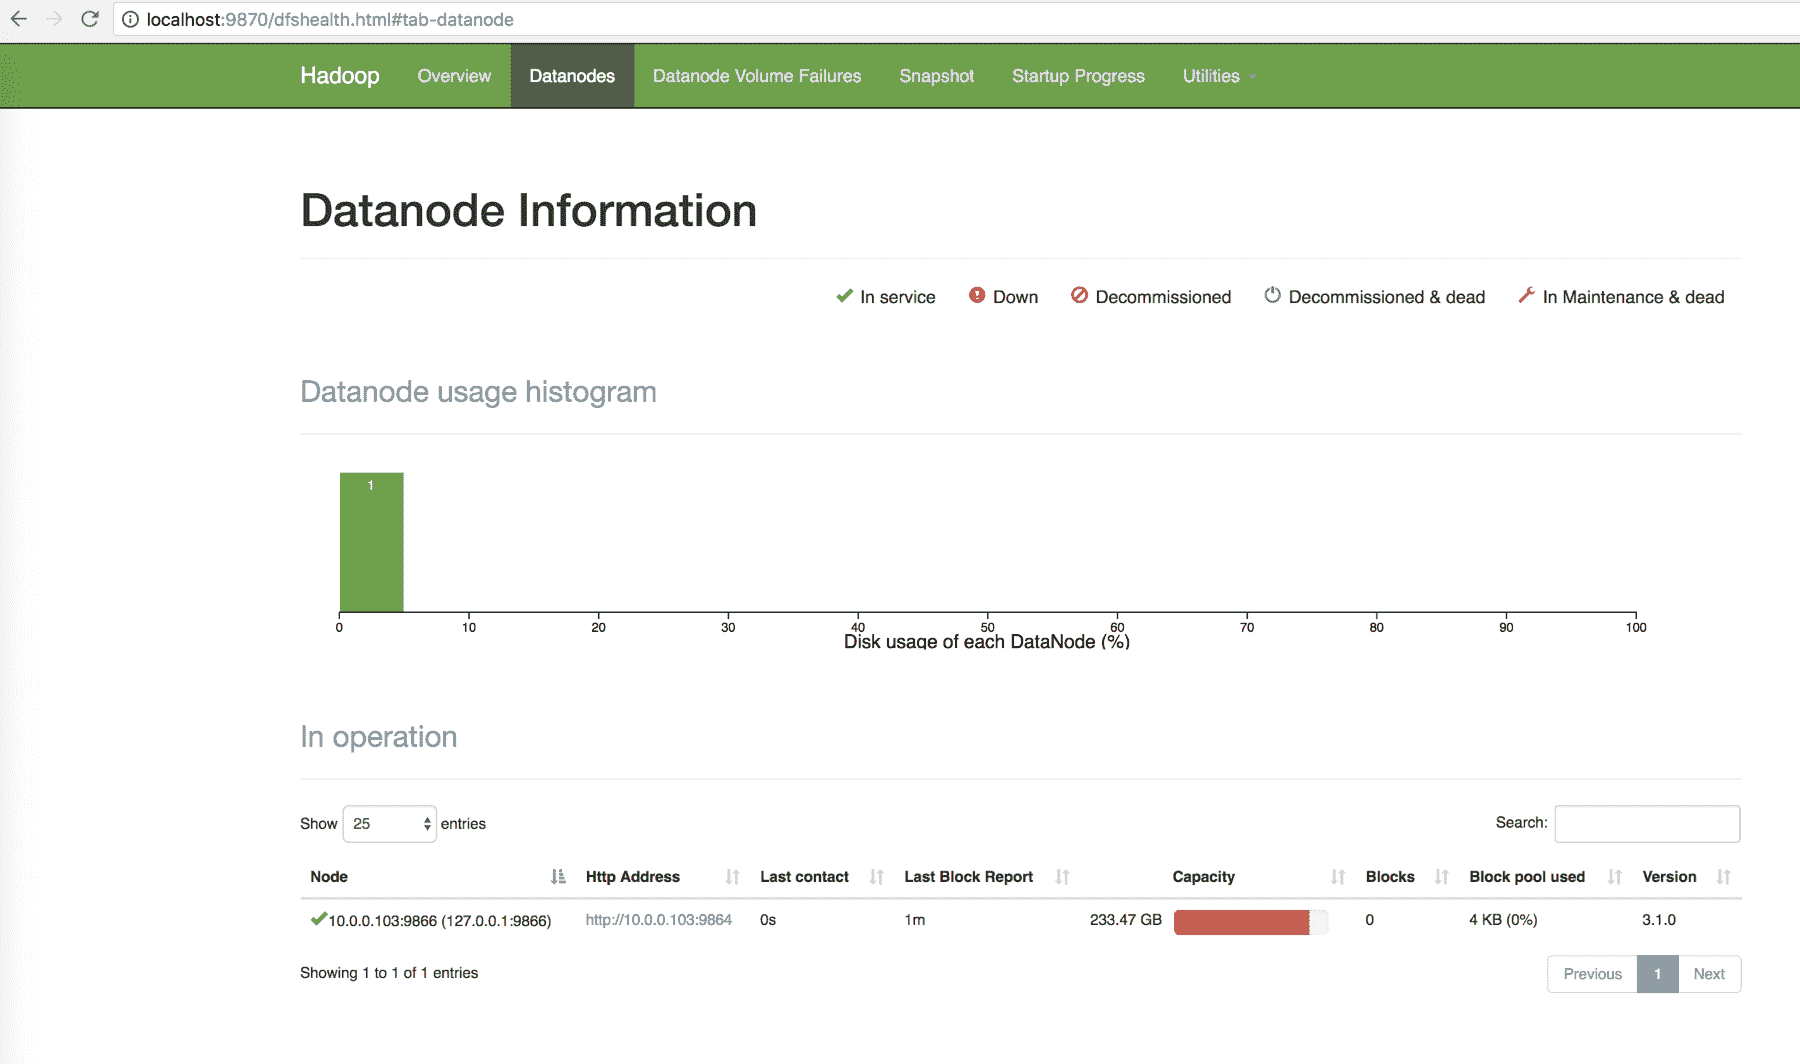 localhost:9870/dfshealth.html#tab-datanode
Hadoop Overview Datanodes Datanode Volume Failures Snapshot Startup Progress Utilities
Datanode Information
In service Down Decommissioned Decommissioned & dead In Maintenance & dead
Datanode usage histogram
1
0 10 20 30 40 50 60 70 80 90 100
Disk usage of each DataNode (%)
In operation
Show 25 entries Search:
Node Http Address Last contact Last Block Report Capacity Blocks Block pool used Version
10.0.0.103:9866 (127.0.0.1:9866) http://10.0.0.103:9864 0s 1m 233.47 GB 0 4 KB (0%) 3.1.0
Showing 1 to 1 of 1 entries Previous 1 Next